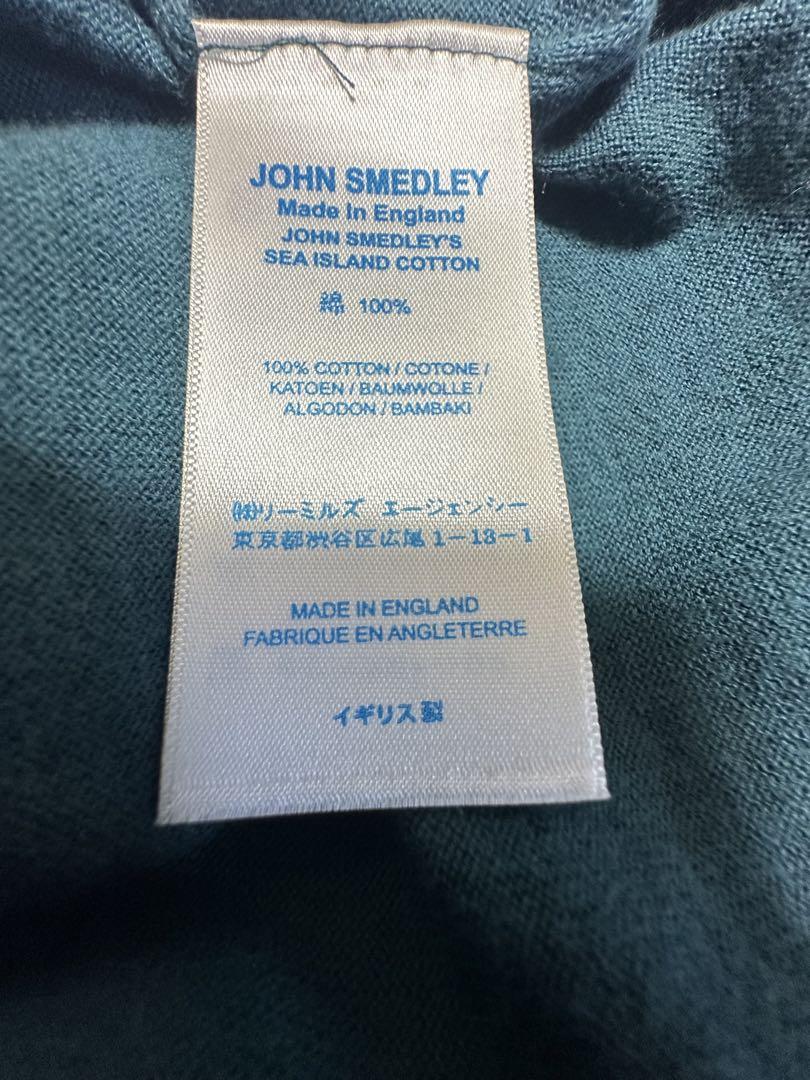 JOHN SMEDLEY
Made in England
JOHN SMEDLEY'S
SEA ISLAND COTTON
綿 100%
100% COTTON / COTONE /
KATOEN / BAUMWOLLE /
ALGODON / BAMBAKI
㈱リーミルズ エージェンシー
東京都渋谷区広尾1-13-1
MADE IN ENGLAND
FABRIQUE EN ANGLETERRE
イギリス製